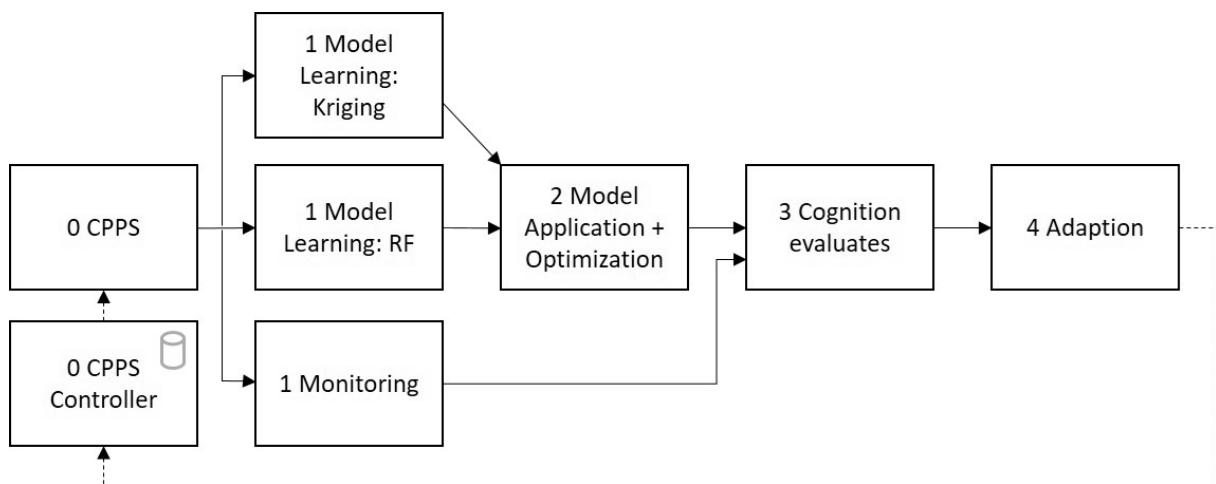 1 Model
Learning:
Kriging
0 CPPS
1 Model
Learning: RF
2 Model
Application +
Optimization
3 Cognition
evaluates
4 Adaption
0 CPPS
Controller
1 Monitoring